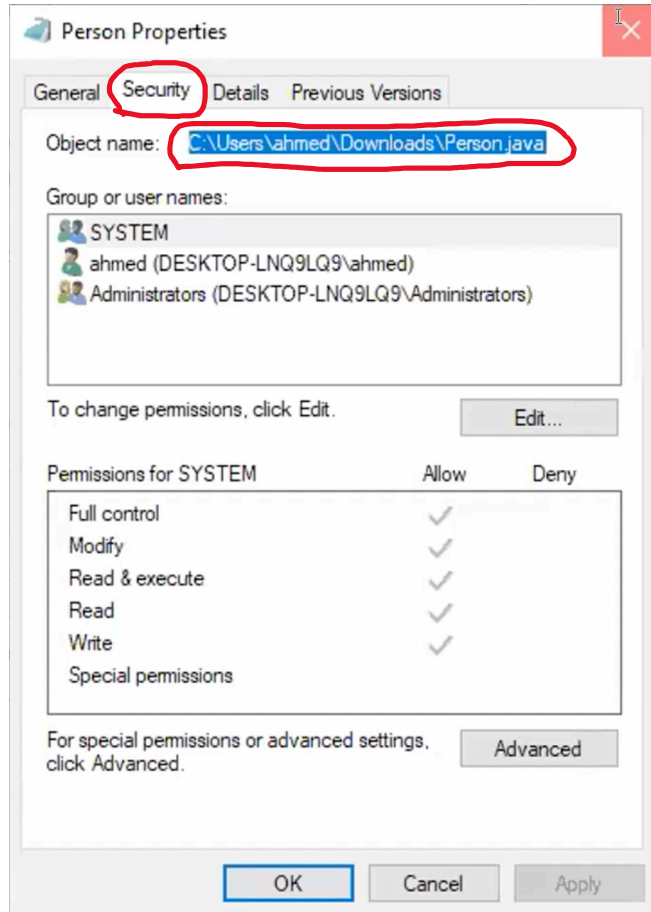 Person Properties
General Security Details Previous Versions
Object name: C:\Users\ahmed\Downloads\Person.java
Group or user names:
SYSTEM
ahmed (DESKTOP-LNQ9LQ9\ahmed)
Administrators (DESKTOP-LNQ9LQ9\Administrators)
To change permissions, click Edit.
Edit...
Permissions for SYSTEM Allow Deny
Full control
Modify
Read & execute
Read
Write
Special permissions
For special permissions or advanced settings,
click Advanced.
Advanced
OK Cancel Apply